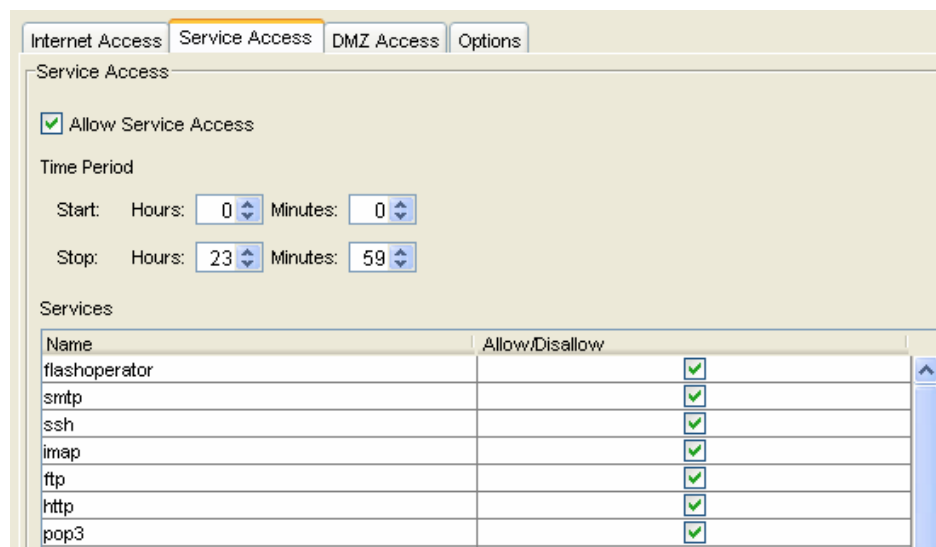 Internet Access Service Access DMZ Access Options
Service Access
Allow Service Access
Time Period
Start: Hours: 0 Minutes: 0
Stop: Hours: 23 Minutes: 59
Services
Name Allow/Disallow
flashoperator
smtp
ssh
imap
ftp
http
pop3